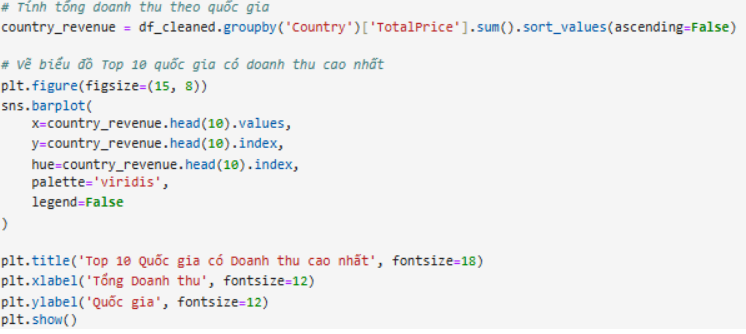 # Tính tổng doanh thu theo quốc gia
country_revenue = df_cleaned.groupby('Country')['TotalPrice'].sum().sort_values(ascending=False)
# Vẽ biểu đồ Top 10 quốc gia có doanh thu cao nhất
plt.figure(figsize=(15, 8))
sns.barplot(
    x=country_revenue.head(10).values,
    y=country_revenue.head(10).index,
    hue=country_revenue.head(10).index,
    palette='viridis',
    legend=False
)
plt.title('Top 10 Quốc gia có Doanh thu cao nhất', fontsize=18)
plt.xlabel('Tổng Doanh thu', fontsize=12)
plt.ylabel('Quốc gia', fontsize=12)
plt.show()